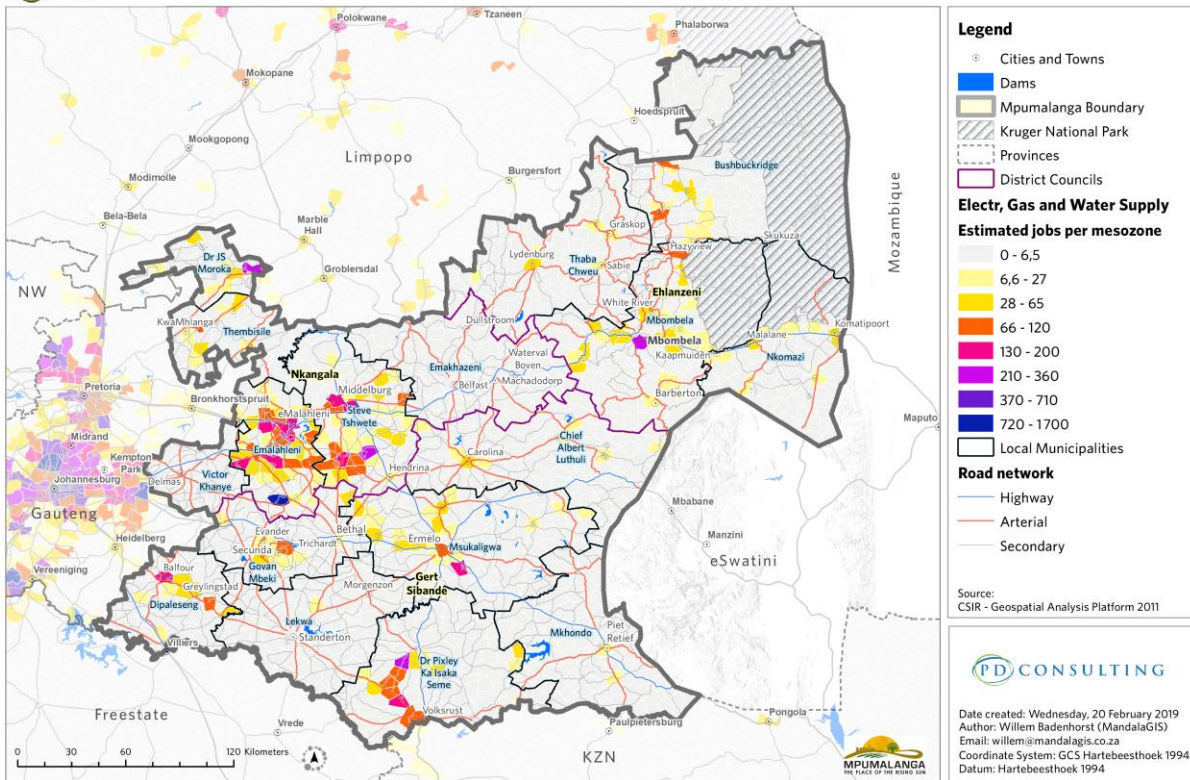 Polokwane
Tzaneen
Phalaborwa
Mokopane
Hoedspruit
Mookgopong
Limpopo
Bushbuckridge
Modimolle
Burgersfort
Mozambique
Bela-Bela
Marble
Hall
Graskop
Skukuza
Dr JS
Moroka
Groblersdal
Lydenburg
Thaba
Chweu
Sabie
Hazyview
NW
KwaMhlanga
Thembisile
Dullstroom
White River
Ehlanzeni
Mbombela
Mbombela
Komatipoort
Malalane
Nkomazi
Kaapmuiden
Waterval
Boven
Machadodorp
Emakhazeni
Belfast
Nkangala
Middelburg
Pretoria
Bronkhorstspruit
eMalahleni
Steve
Tshwete
Barberton
Maputo
Midrand
Kempton
Park
Emalahleni
Chief
Albert
Luthuli
Carolina
Hendrina
Victor
Khanye
Delmas
Johannesburg
Mbabane
Gauteng
Evander
Bethal
Ermelo
Manzini
Heidelberg
Secunda
Trichardt
Msukaligwa
eSwatini
Vereeniging
Balfour
Govan
Mbeki
Greylingstad
Morgenzon
Gert
Sibande
Dipaleseng
Lekwa
Standerton
Mkhondo
Piet
Retief
Villiers
Dr Pixley
Ka Isaka
Seme
Volksrust
Freestate
Vrede
Paulpietersburg
Pongola
KZN
0 30 60 120 Kilometers
MPUMALANGA
THE PLACE OF THE RISING SUN
Legend
Cities and Towns
Dams
Mpumalanga Boundary
Kruger National Park
Provinces
District Councils
Electr, Gas and Water Supply
Estimated jobs per mesozone
0 - 6,5
6,6 - 27
28 - 65
66 - 120
130 - 200
210 - 360
370 - 710
720 - 1700
Local Municipalities
Road network
Highway
Arterial
Secondary
Source:
CSIR - Geospatial Analysis Platform 2011
PD CONSULTING
Date created: Wednesday, 20 February 2019
Author: Willem Badenhorst (MandalaGIS)
Email: willem@mandalagis.co.za
Coordinate System: GCS Hartebeesthoek 1994
Datum: Hartebeesthoek 1994